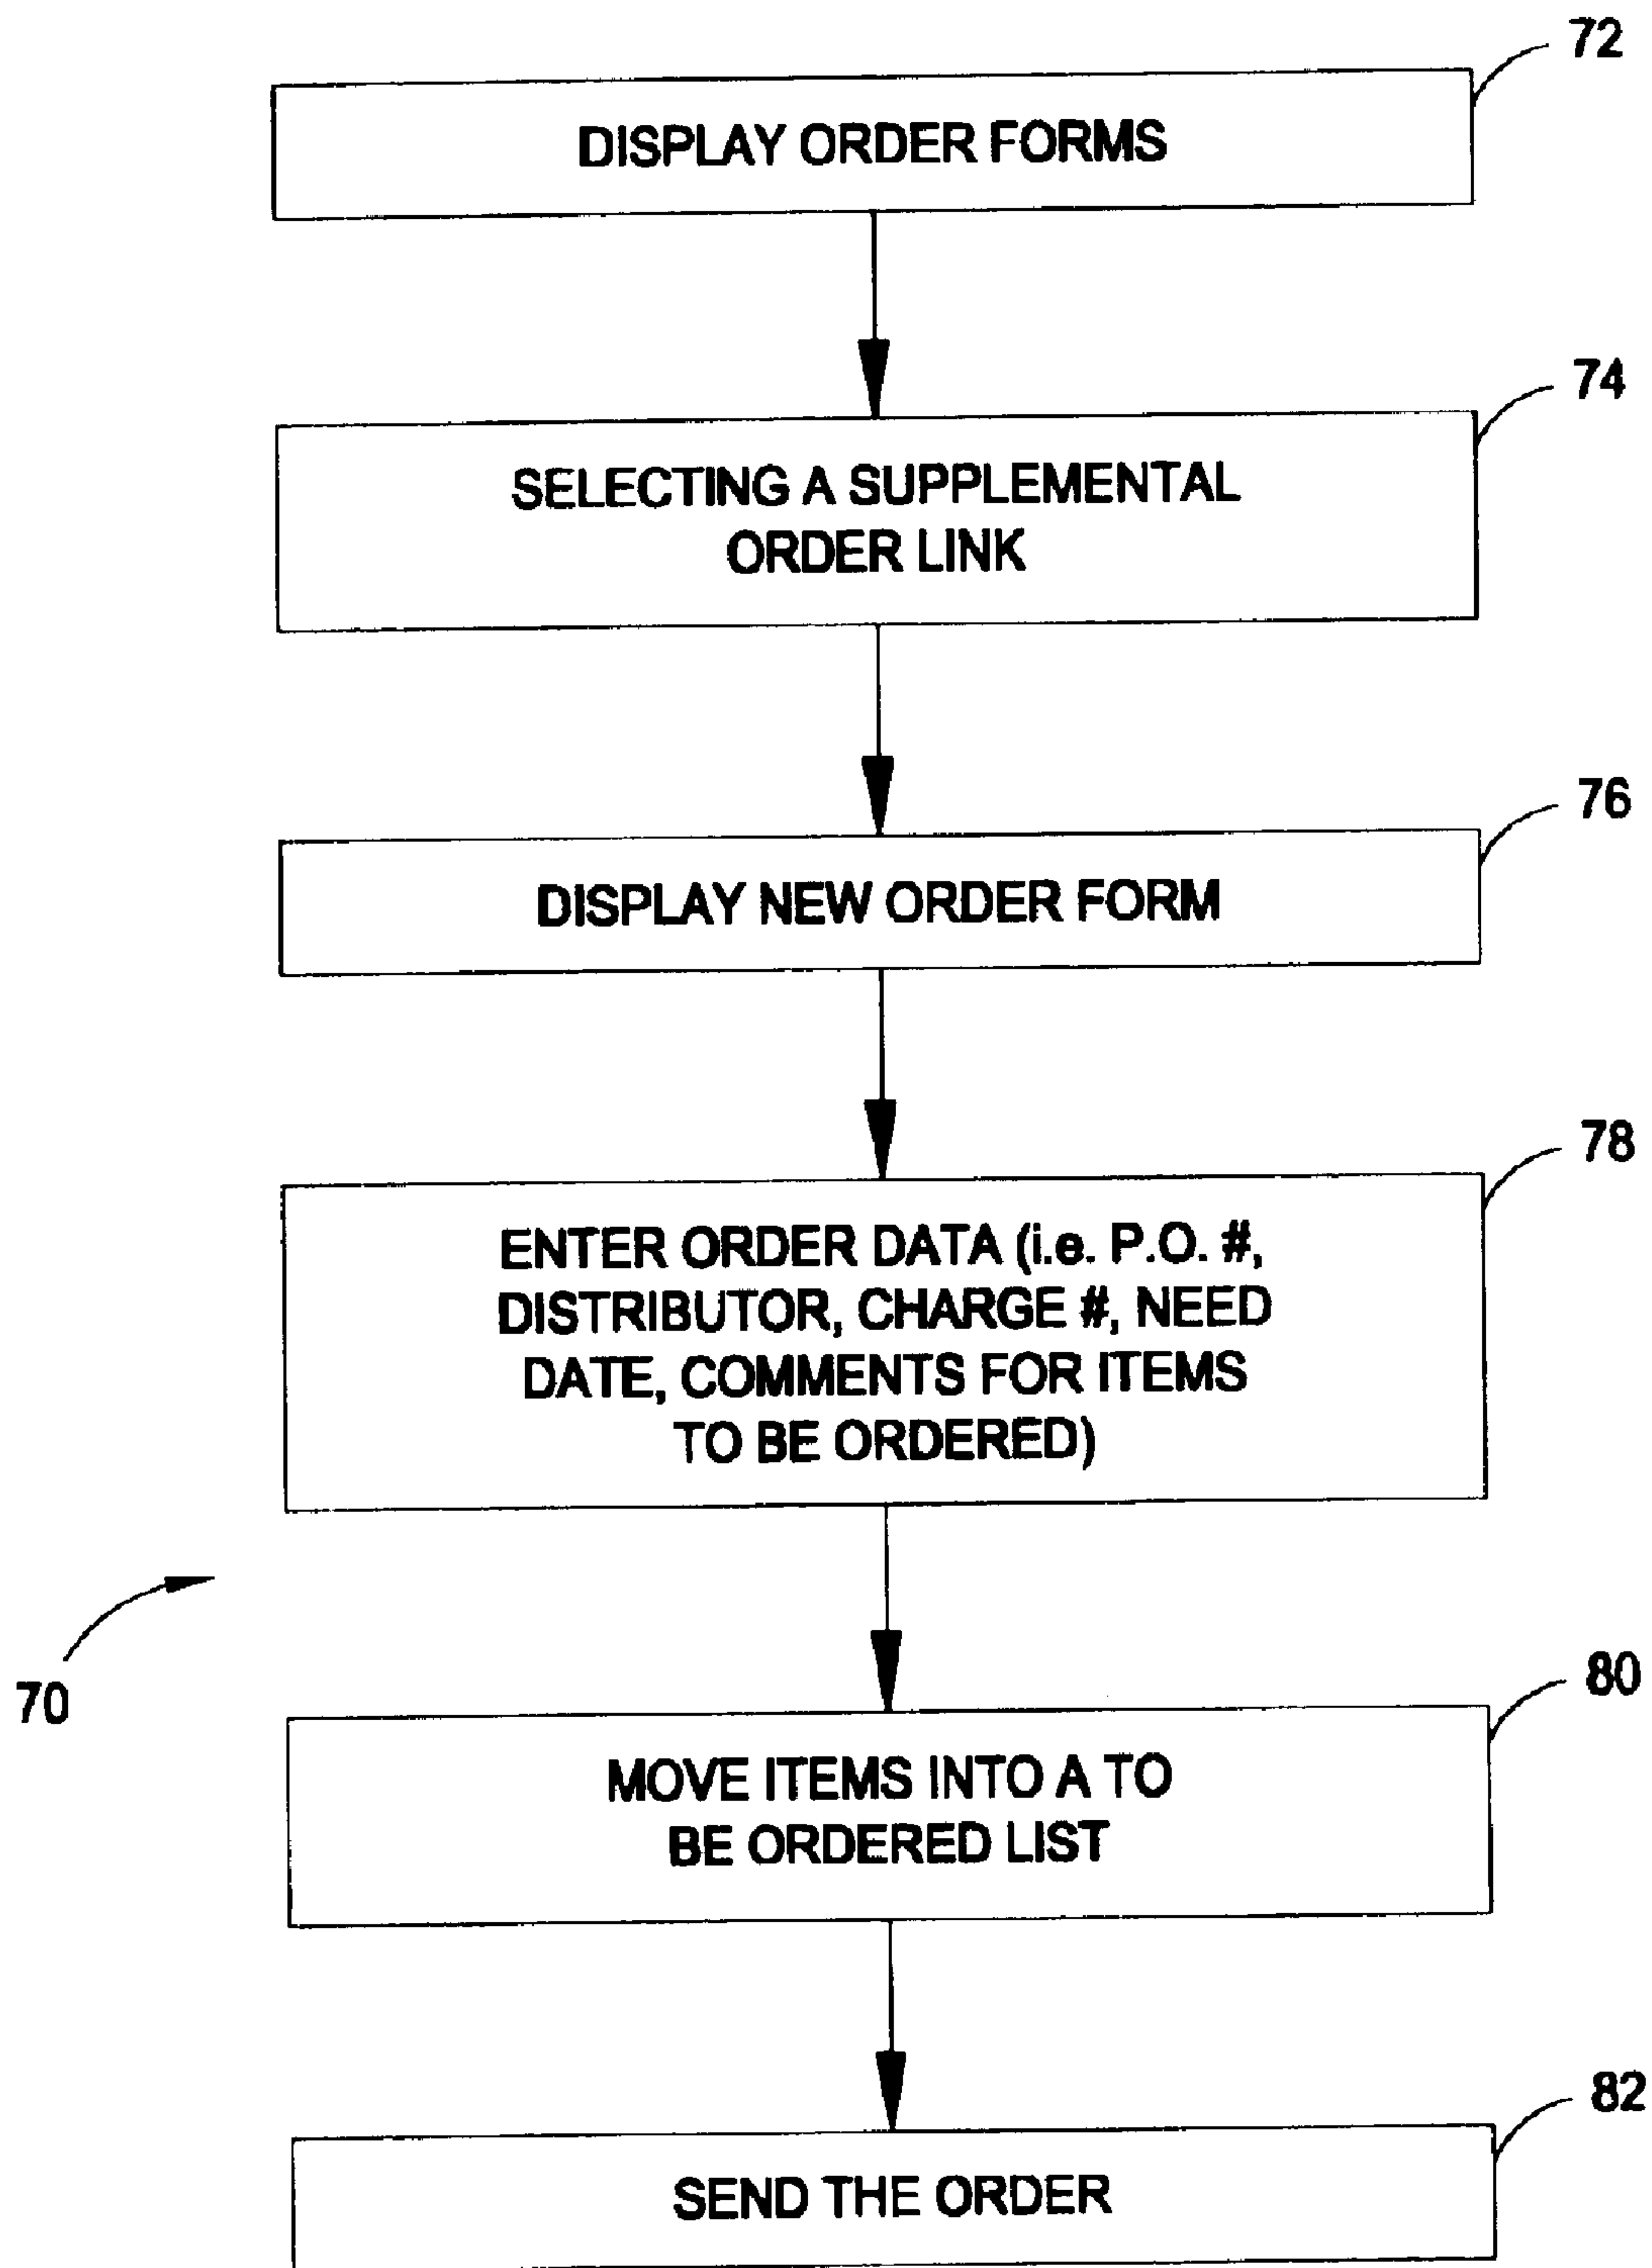 72
DISPLAY ORDER FORMS
74
SELECTING A SUPPLEMENTAL
ORDER LINK
76
DISPLAY NEW ORDER FORM
78
ENTER ORDER DATA (i.e. P.O. #,
DISTRIBUTOR, CHARGE #, NEED
DATE, COMMENTS FOR ITEMS
TO BE ORDERED)
70
80
MOVE ITEMS INTO A TO
BE ORDERED LIST
82
SEND THE ORDER